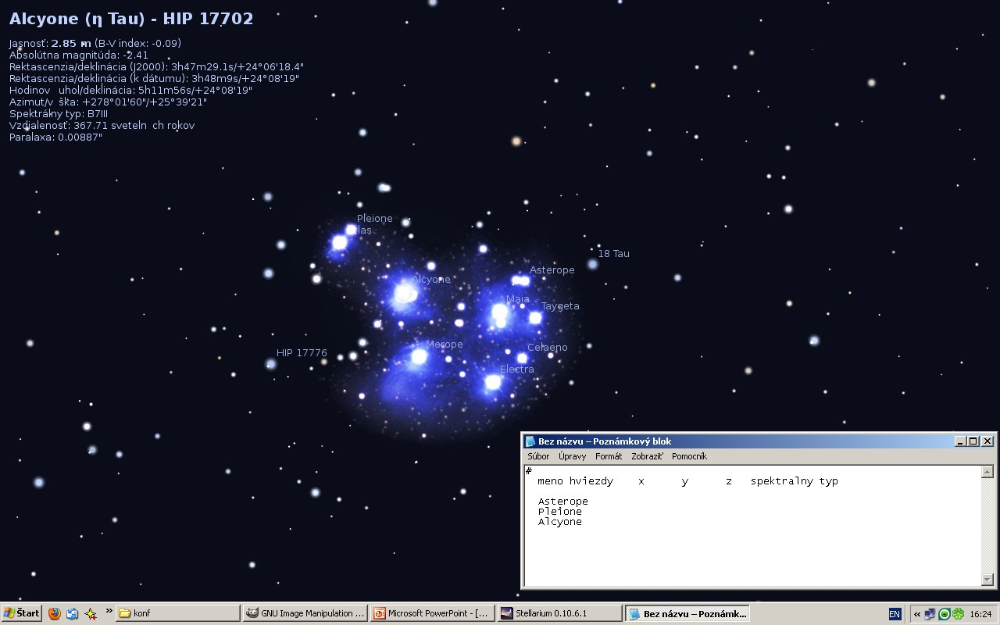 Alcyone (η Tau) - HIP 17702
Jasnosť: 2.85 m (B-V index: -0.09)
Absolútna magnitúda: -2.41
Rektascenzia/deklinácia (J2000): 3h47m29.1s/+24°06'18.4"
Rektascenzia/deklinácia (k dátumu): 3h48m9s/+24°08'19"
Hodinov uhol/deklinácia: 5h11m56s/+24°08'19"
Azimut/v ška: +278°01'60"/+25°39'21"
Spektrálny typ: B7III
Vzdialenosť: 367.71 sveteln ch rokov
Paralaxa: 0.00887"
Pleione
tlas
18 Tau
Asterope
Alcyone
Maia
Taygeta
Merope
Celaeno
HIP 17776
Electra
Bez názvu – Poznámkový blok
Súbor Úpravy Formát Zobraziť Pomocník
#
meno hviezdy x y z spektralny typ
Asterope
Pleione
Alcyone
Štart » konf GNU Image Manipulation ... Microsoft PowerPoint - [... Stellarium 0.10.6.1 Bez názvu – Poznámk... EN « 16:24